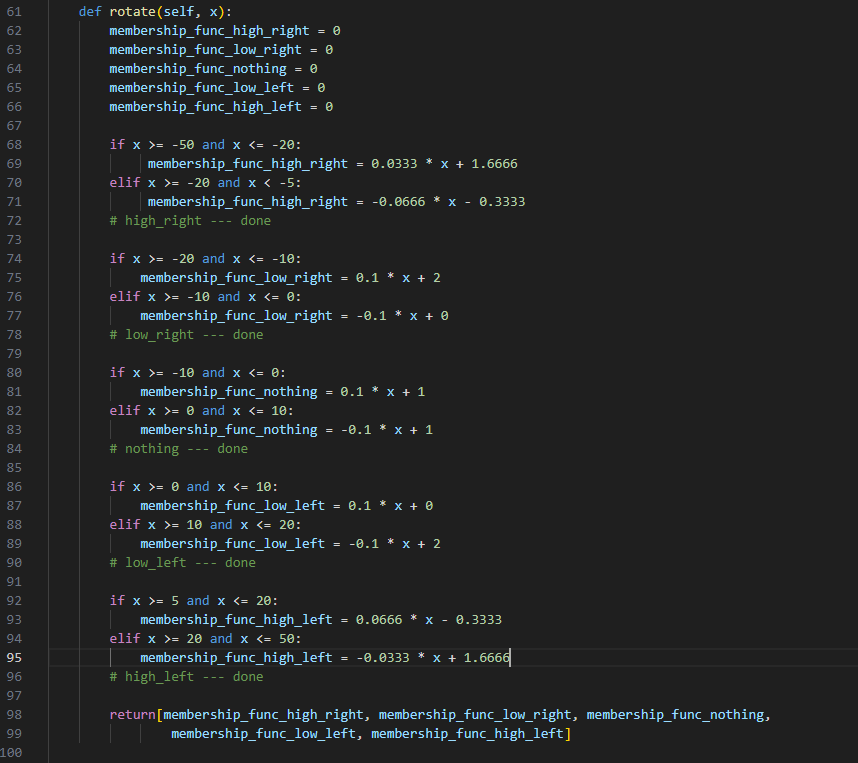 61 def rotate(self, x):
62 membership_func_high_right = 0
63 membership_func_low_right = 0
64 membership_func_nothing = 0
65 membership_func_low_left = 0
66 membership_func_high_left = 0
67
68 if x >= -50 and x <= -20:
69 membership_func_high_right = 0.0333 * x + 1.6666
70 elif x >= -20 and x < -5:
71 membership_func_high_right = -0.0666 * x - 0.3333
72 # high_right --- done
73
74 if x >= -20 and x <= -10:
75 membership_func_low_right = 0.1 * x + 2
76 elif x >= -10 and x <= 0:
77 membership_func_low_right = -0.1 * x + 0
78 # low_right --- done
79
80 if x >= -10 and x <= 0:
81 membership_func_nothing = 0.1 * x + 1
82 elif x >= 0 and x <= 10:
83 membership_func_nothing = -0.1 * x + 1
84 # nothing --- done
85
86 if x >= 0 and x <= 10:
87 membership_func_low_left = 0.1 * x + 0
88 elif x >= 10 and x <= 20:
89 membership_func_low_left = -0.1 * x + 2
90 # low_left --- done
91
92 if x >= 5 and x <= 20:
93 membership_func_high_left = 0.0666 * x - 0.3333
94 elif x >= 20 and x <= 50:
95 membership_func_high_left = -0.0333 * x + 1.6666
96 # high_left --- done
97
98 return[membership_func_high_right, membership_func_low_right, membership_func_nothing,
99 membership_func_low_left, membership_func_high_left]
100